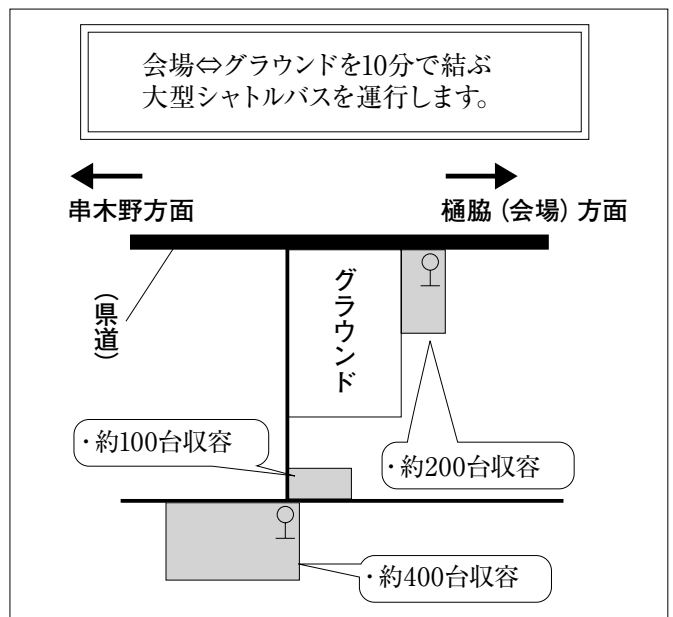 会場⇔グラウンドを10分で結ぶ
大型シャトルバスを運行します。
串木野方面
樋脇（会場）方面
（県道）
グラウンド
・約100台収容
・約200台収容
・約400台収容